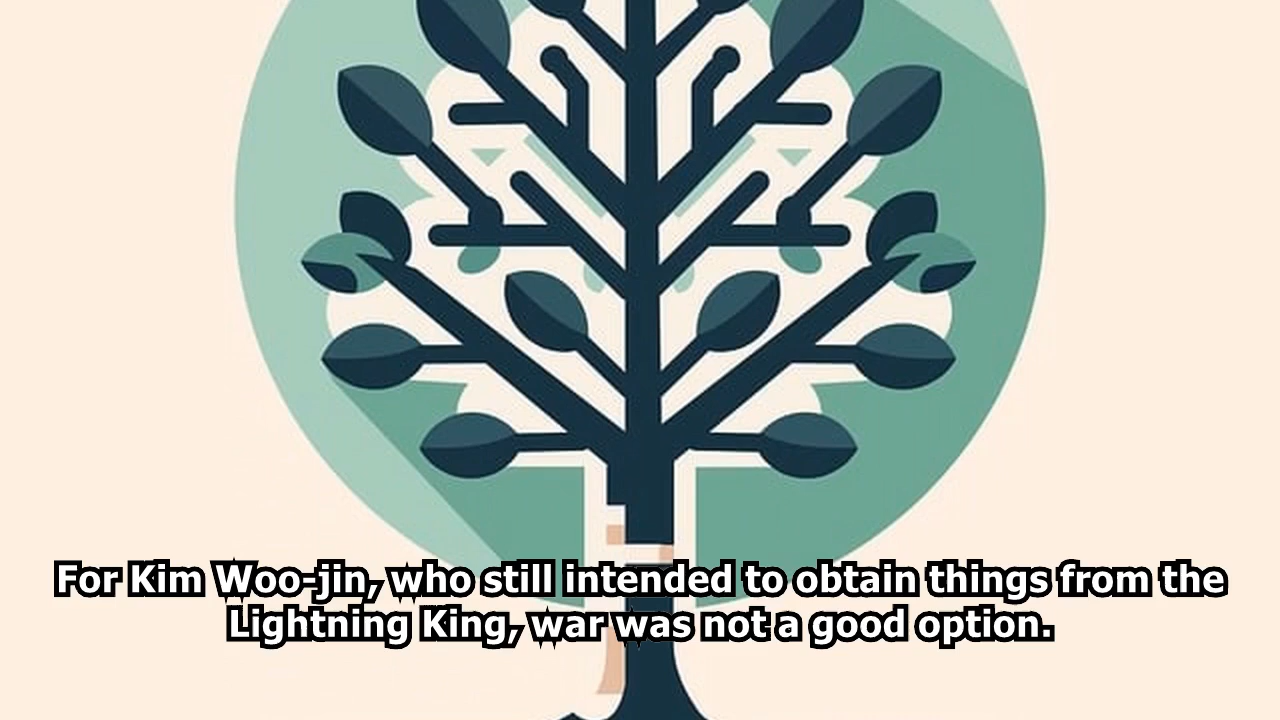 For Kim Woo-jin, who still intended to obtain things from the
Lightning King, war was not a good option.